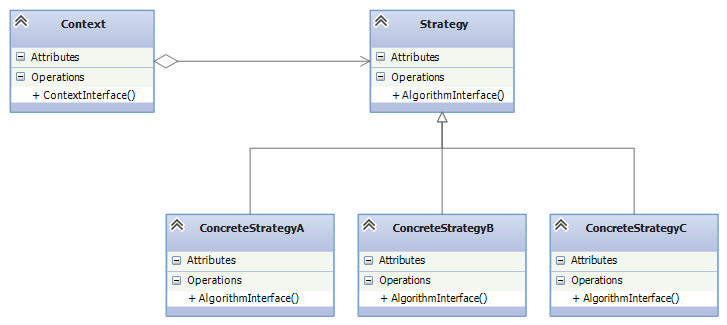 Context
Attributes
Operations
+ ContextInterface()
Strategy
Attributes
Operations
+ AlgorithmInterface()
ConcreteStrategyA
Attributes
Operations
+ AlgorithmInterface()
ConcreteStrategyB
Attributes
Operations
+ AlgorithmInterface()
ConcreteStrategyC
Attributes
Operations
+ AlgorithmInterface()